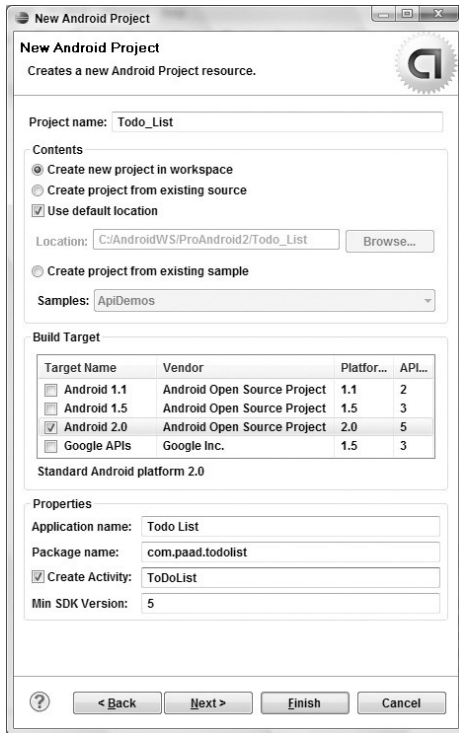 New Android Project
New Android Project
Creates a new Android Project resource.
Project name: Todo_List
Contents
Create new project in workspace
Create project from existing source
Use default location
Location: C:/AndroidWS/ProAndroid2/Todo_List Browse...
Create project from existing sample
Samples: ApiDemos
Build Target
Target Name Vendor Platfor... API...
Android 1.1 Android Open Source Project 1.1 2
Android 1.5 Android Open Source Project 1.5 3
Android 2.0 Android Open Source Project 2.0 5
Google APIs Google Inc. 1.5 3
Standard Android platform 2.0
Properties
Application name: Todo List
Package name: com.paad.todolist
Create Activity: ToDoList
Min SDK Version: 5
? < Back Next > Finish Cancel